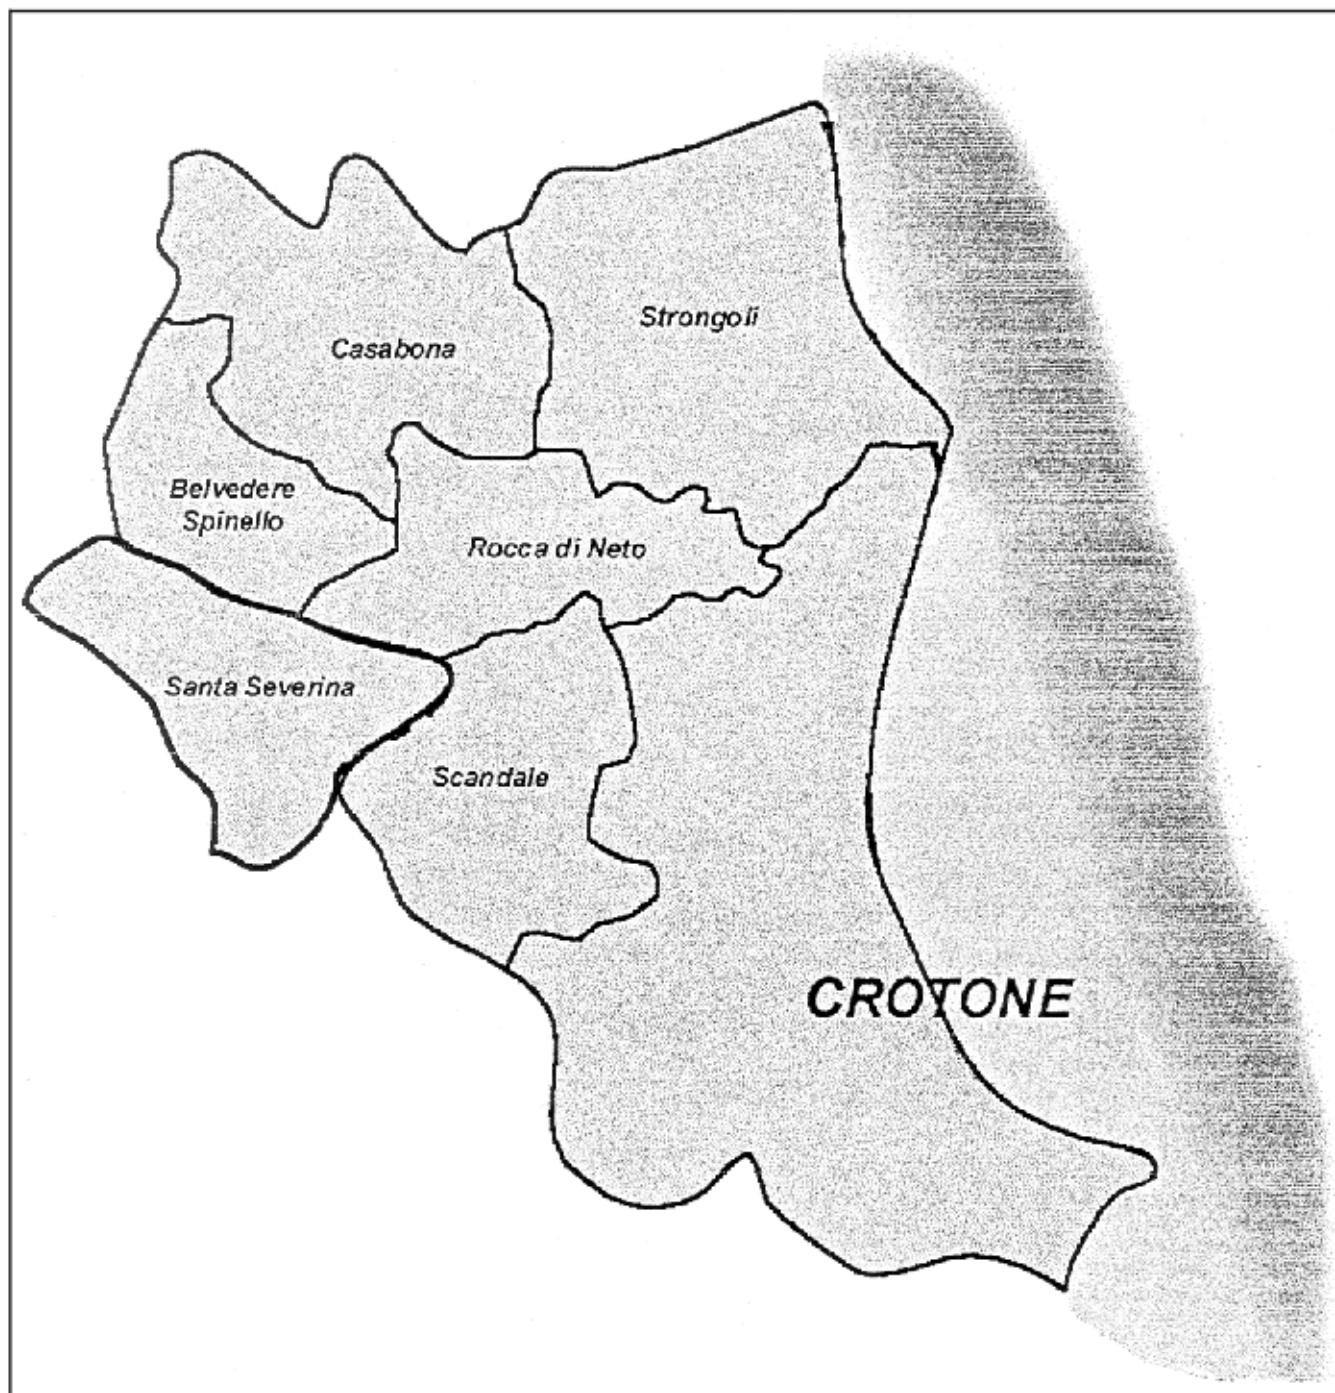 Strongoli
Casabona
Belvedere
Spinello
Rocca di Neto
Santa Severina
Scandale
CROTONE